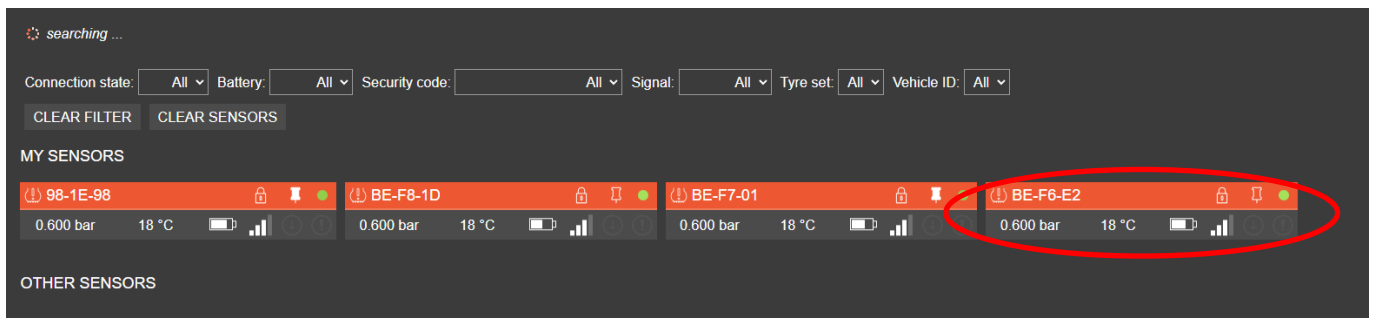 searching ...
Connection state: All Battery: All Security code: All Signal: All Tyre set: All Vehicle ID: All
CLEAR FILTER CLEAR SENSORS
MY SENSORS
98-1E-98 BE-F8-1D BE-F7-01 BE-F6-E2
0.600 bar 18 °C 0.600 bar 18 °C 0.600 bar 18 °C 0.600 bar 18 °C
OTHER SENSORS